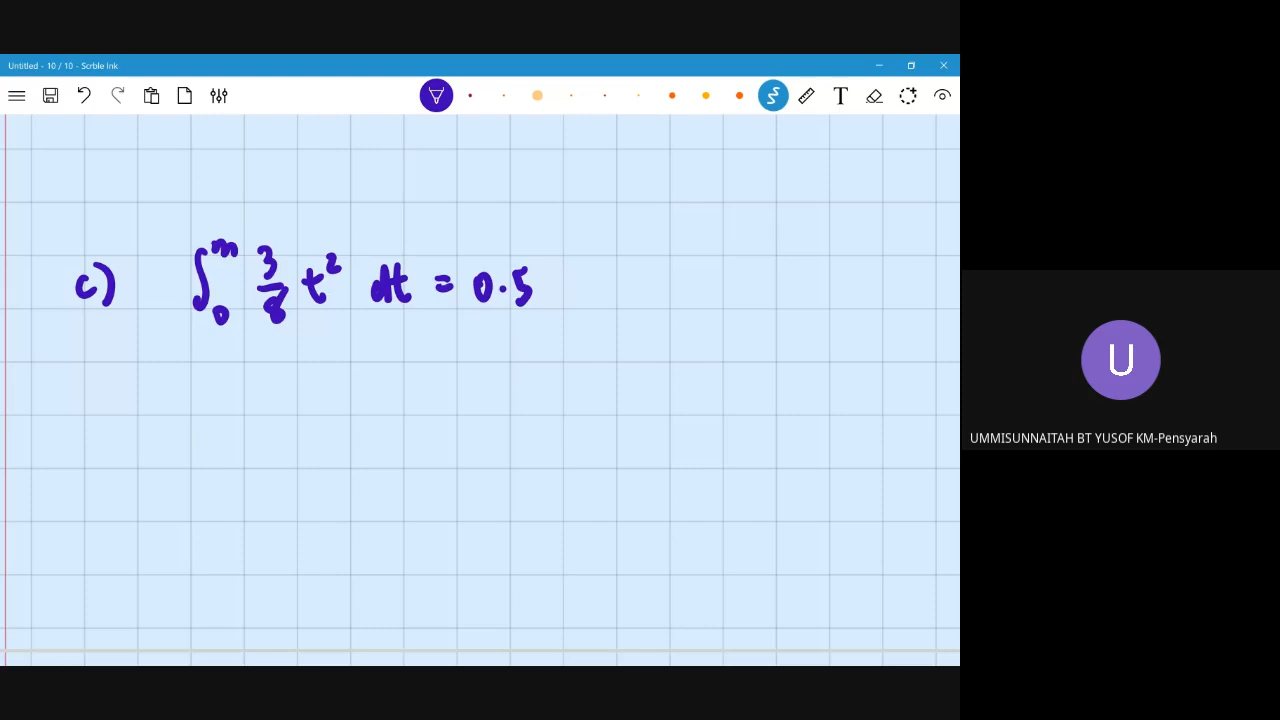 Untitled - 10 / 10 - Scrble Ink
T
c) ∫₀ᵐ 3/8 t² dt = 0.5
U
UMMISUNNAITAH BT YUSOF KM-Pensyarah